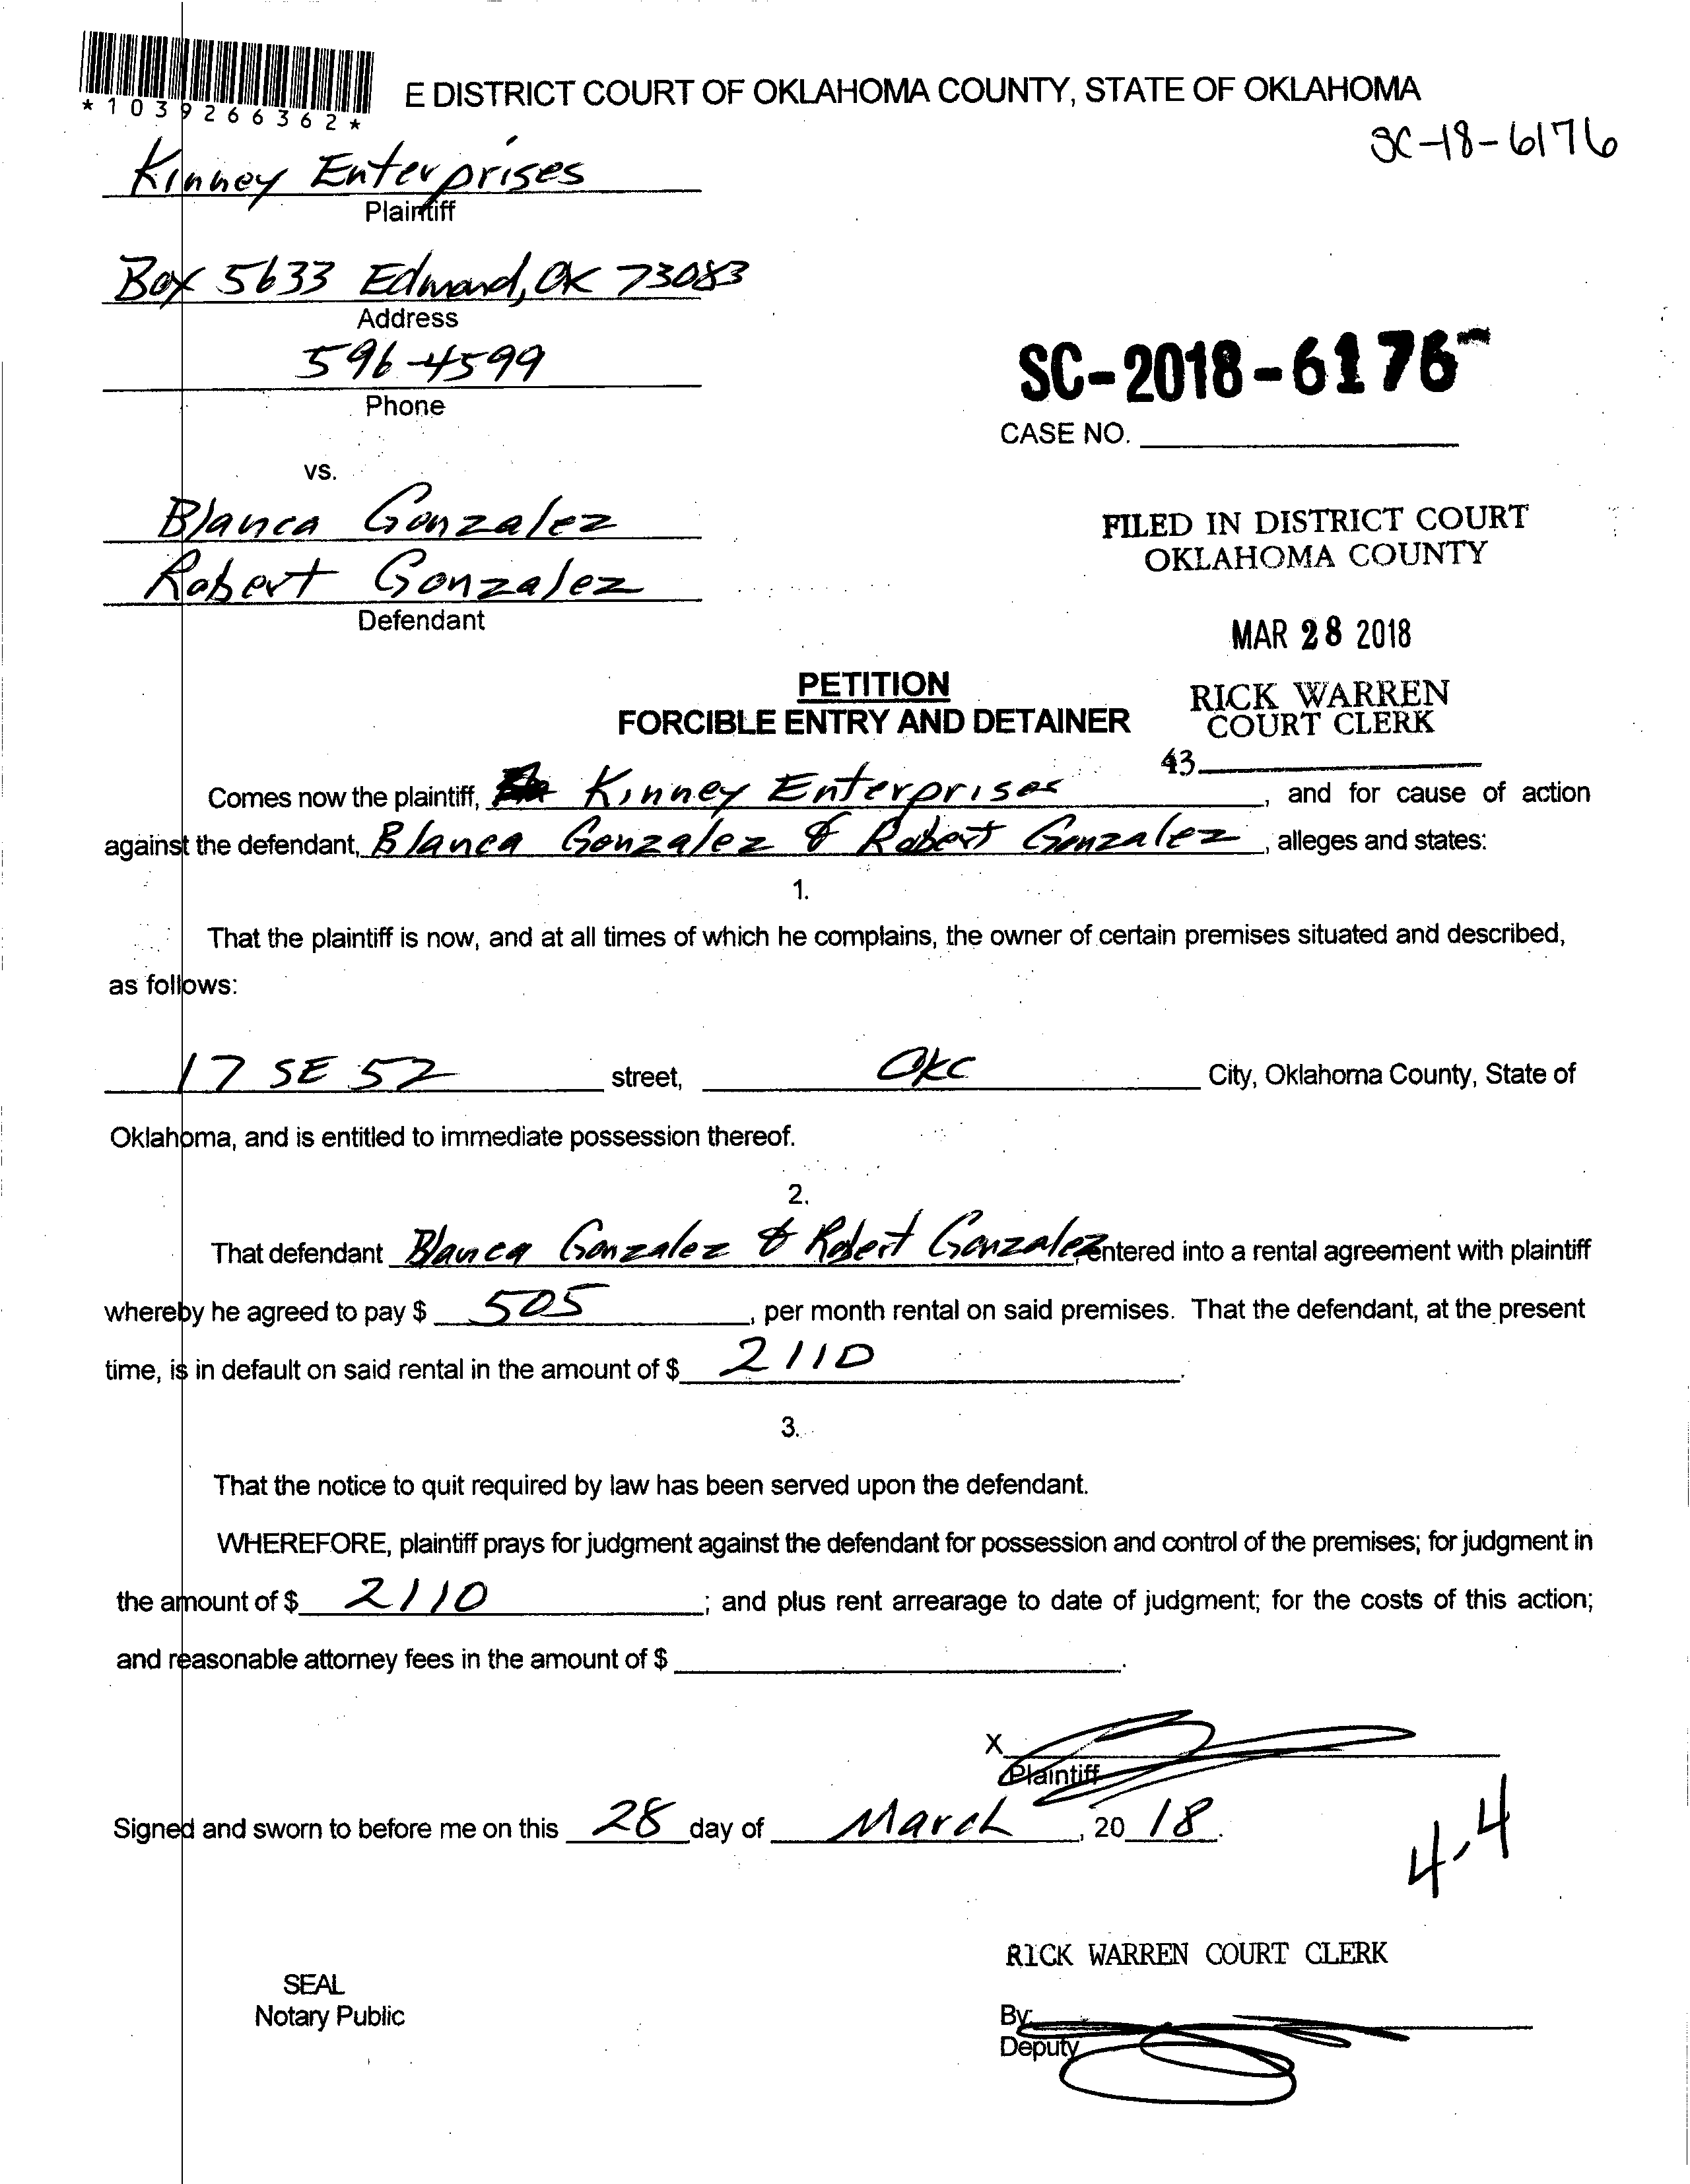 *1039266362*
E DISTRICT COURT OF OKLAHOMA COUNTY, STATE OF OKLAHOMA
SC-18-6176
Kinney Enterprises
Plaintiff
Box 5633 Edmond, OK 73083
Address
596-4599
Phone
SC-2018-6176
CASE NO.
vs.
Blanca Gonzalez
Robert Gonzalez
Defendant
FILED IN DISTRICT COURT
OKLAHOMA COUNTY
MAR 28 2018
PETITION
FORCIBLE ENTRY AND DETAINER
RICK WARREN
COURT CLERK
43
Comes now the plaintiff, Kinney Enterprises, and for cause of action
against the defendant, Blanca Gonzalez & Robert Gonzalez, alleges and states:
1.
That the plaintiff is now, and at all times of which he complains, the owner of certain premises situated and described,
as follows:
17 SE 52 street, OKC City, Oklahoma County, State of
Oklahoma, and is entitled to immediate possession thereof.
2.
That defendant Blanca Gonzalez & Robert Gonzalez, entered into a rental agreement with plaintiff
whereby he agreed to pay $ 505, per month rental on said premises. That the defendant, at the present
time, is in default on said rental in the amount of $ 2110.
3.
That the notice to quit required by law has been served upon the defendant.
WHEREFORE, plaintiff prays for judgment against the defendant for possession and control of the premises; for judgment in
the amount of $ 2110; and plus rent arrearage to date of judgment; for the costs of this action;
and reasonable attorney fees in the amount of $ .
X
Plaintiff
Signed and sworn to before me on this 28 day of March, 20 18.
4-4
RICK WARREN COURT CLERK
SEAL
Notary Public
By:
Deputy